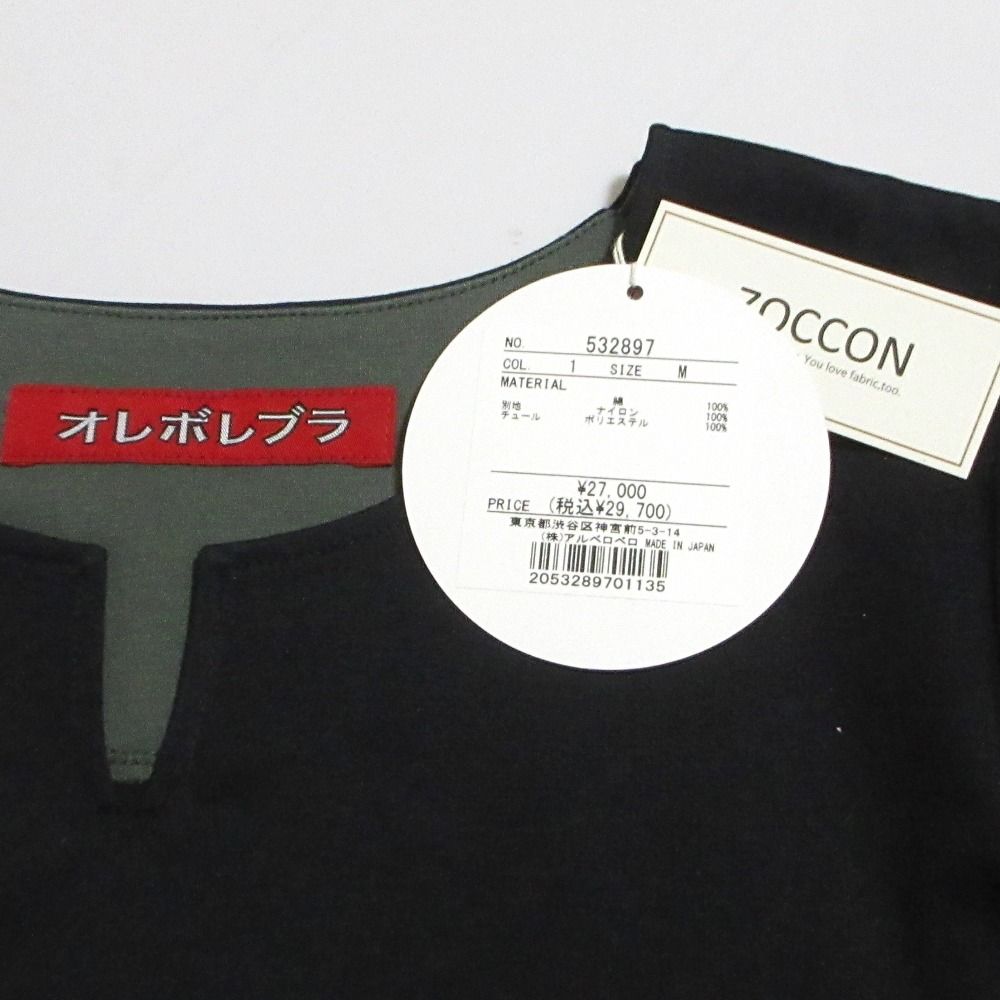 オレボレブラ
NO. 532897
COL. 1 SIZE M
MATERIAL
綿 100%
別地 ナイロン 100%
チュール ポリエステル 100%
¥27,000
PRICE (税込¥29,700)
東京都渋谷区神宮前5-3-14
(株)アルベロベロ MADE IN JAPAN
2053289701135
ZOCCON
You love fabric,too.